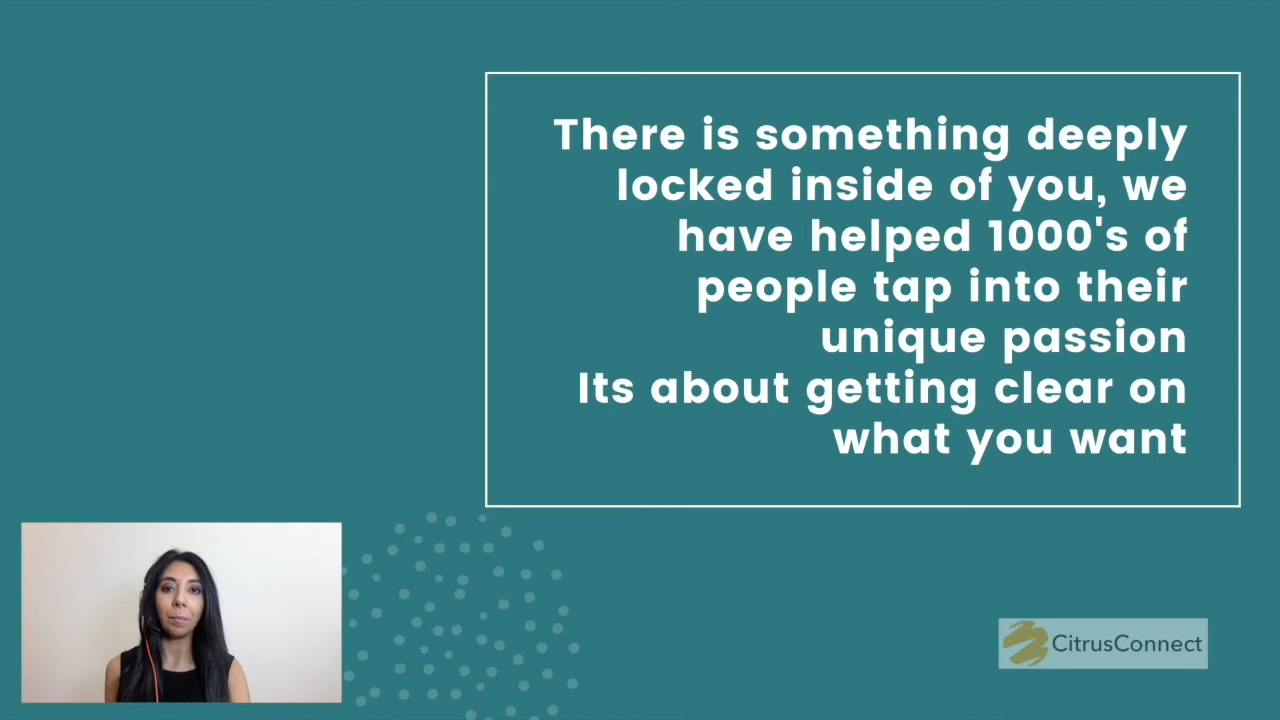 There is something deeply
locked inside of you, we
have helped 1000's of
people tap into their
unique passion
Its about getting clear on
what you want
CitrusConnect